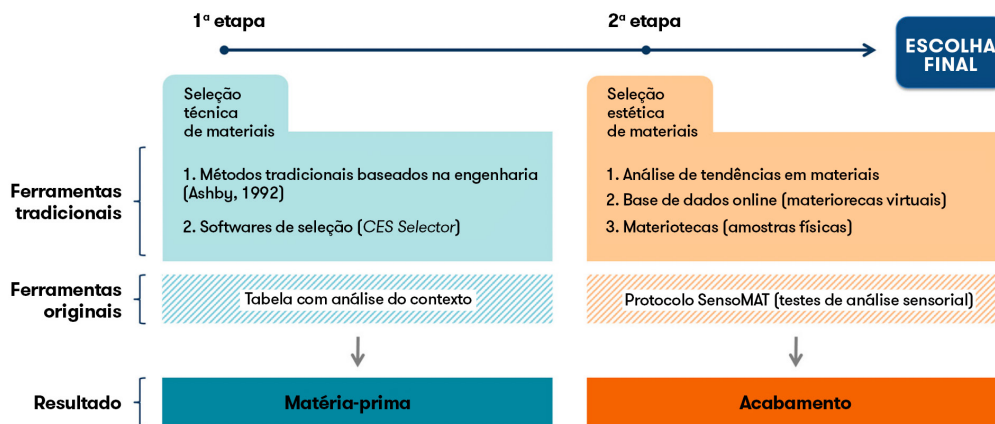 1ª etapa
2ª etapa
ESCOLHA
FINAL
Seleção
técnica
de materiais
Seleção
estética
de materiais
Ferramentas
tradicionais
1. Métodos tradicionais baseados na engenharia
(Ashby, 1992)
2. Softwares de seleção (CES Selector)
1. Análise de tendências em materiais
2. Base de dados online (materiorecas virtuais)
3. Materiotecas (amostras físicas)
Ferramentas
originais
Tabela com análise do contexto
Protocolo SensoMAT (testes de análise sensorial)
Resultado
Matéria-prima
Acabamento